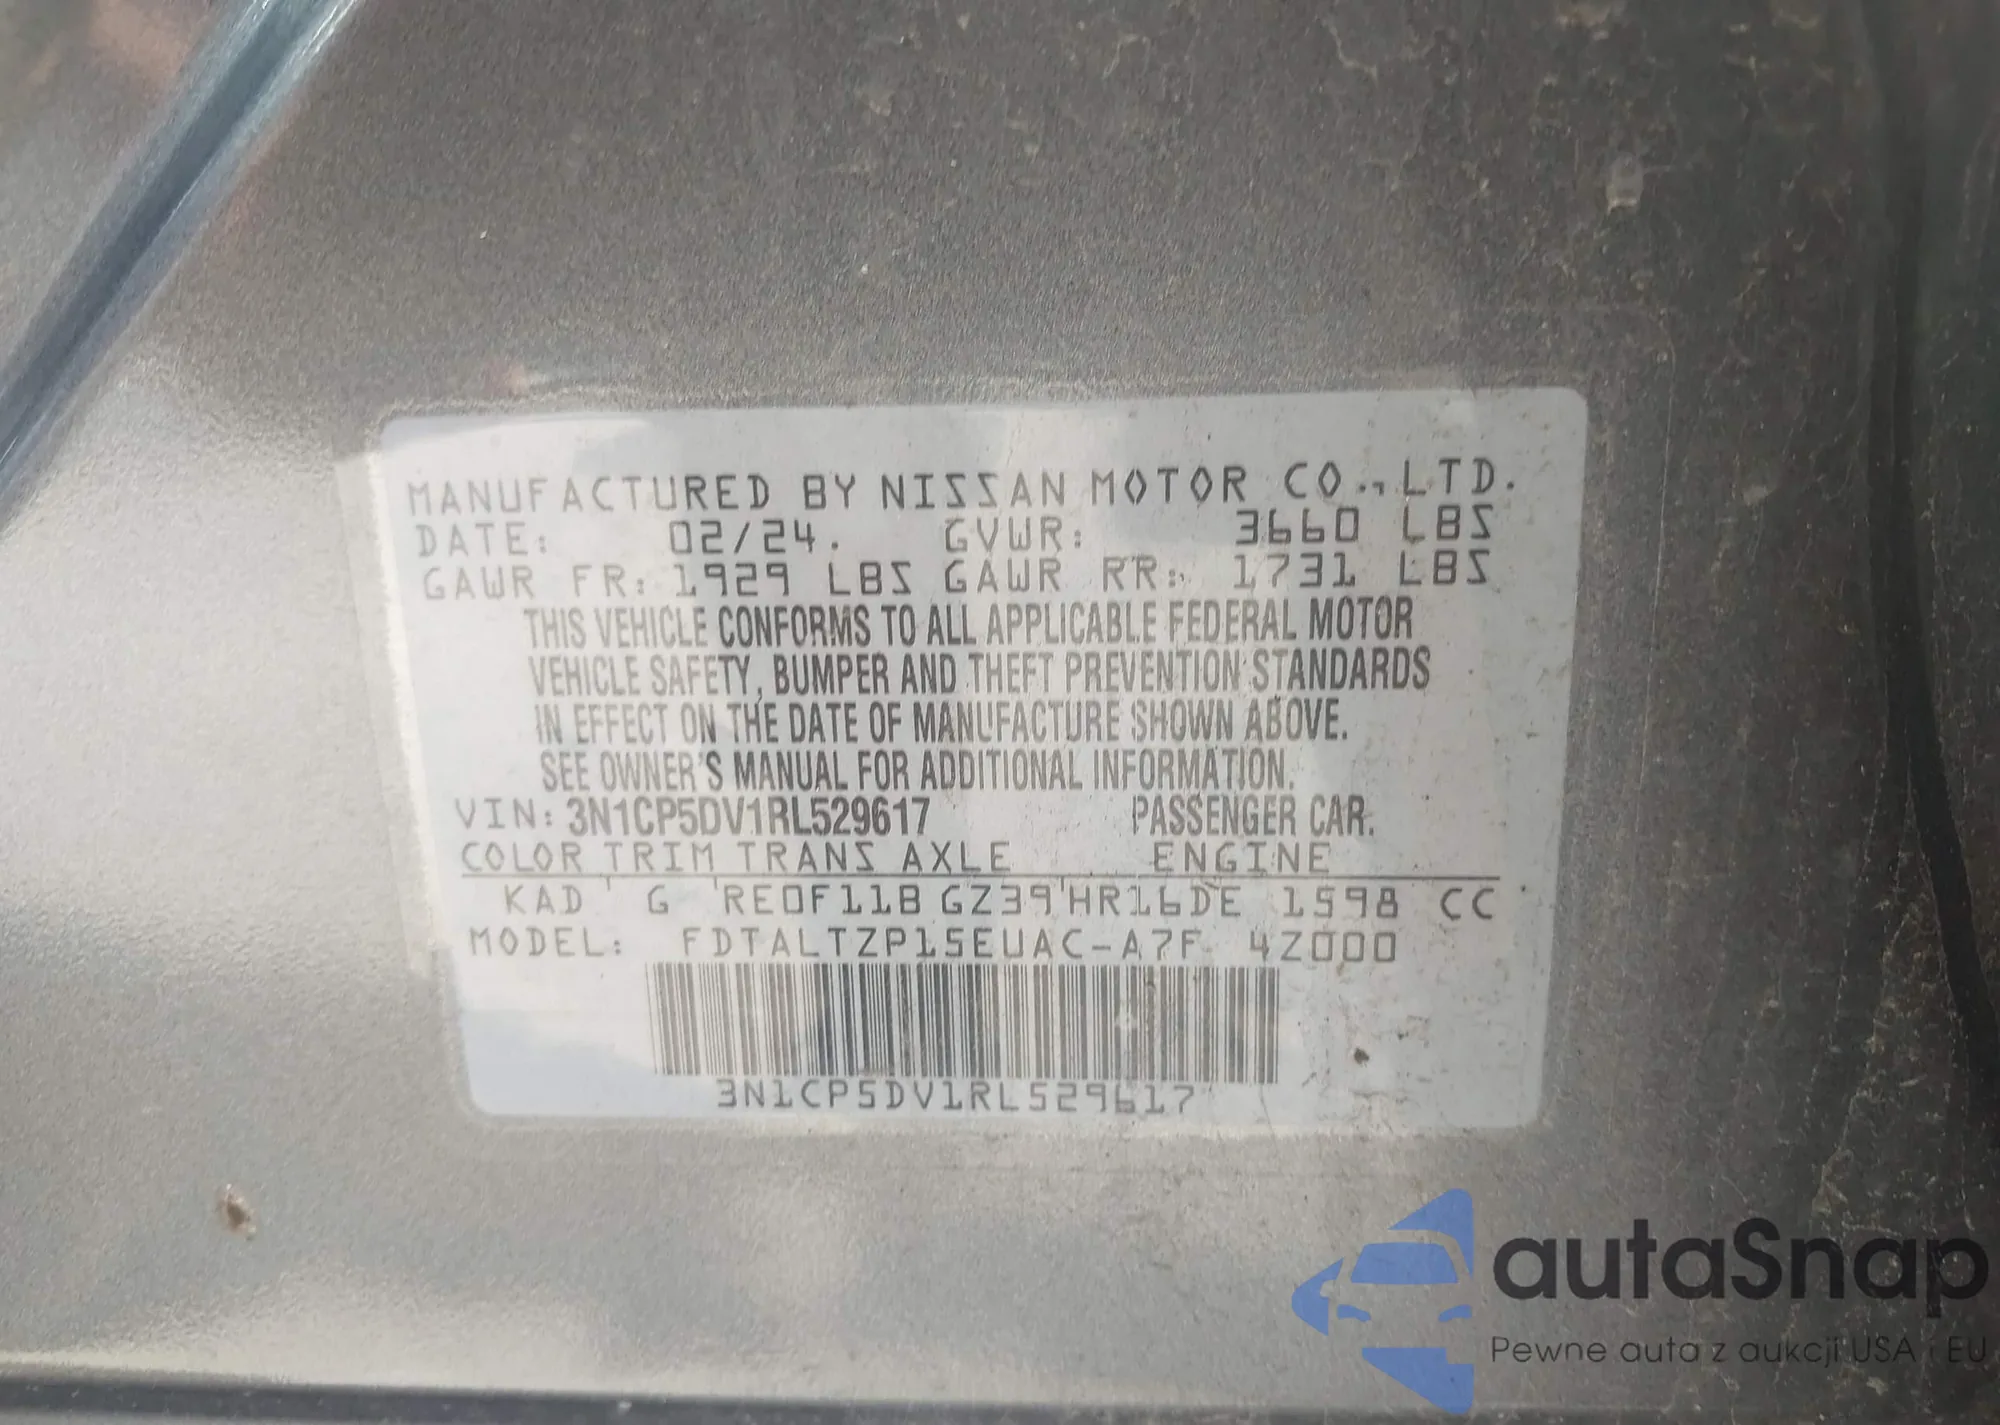 MANUFACTURED BY NISSAN MOTOR CO., LTD.
DATE: 02/24. GVWR: 3660 LBS
GAWR FR: 1929 LBS GAWR RR: 1731 LBS
THIS VEHICLE CONFORMS TO ALL APPLICABLE FEDERAL MOTOR
VEHICLE SAFETY, BUMPER AND THEFT PREVENTION STANDARDS
IN EFFECT ON THE DATE OF MANUFACTURE SHOWN ABOVE.
SEE OWNER'S MANUAL FOR ADDITIONAL INFORMATION.
VIN: 3N1CP5DV1RL529617 PASSENGER CAR.
COLOR TRIM TRANS AXLE ENGINE
KAD G RE0F11B GZ39 HR16DE 1598 CC
MODEL: FDTALTZP15EUAC-A7F 4Z000
3N1CP5DV1RL529617
autaSnap
Pewne auta z aukcji USA i EU